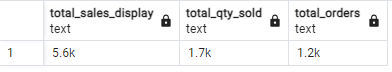 total_sales_display total_qty_sold total_orders
text text text
1 5.6k 1.7k 1.2k